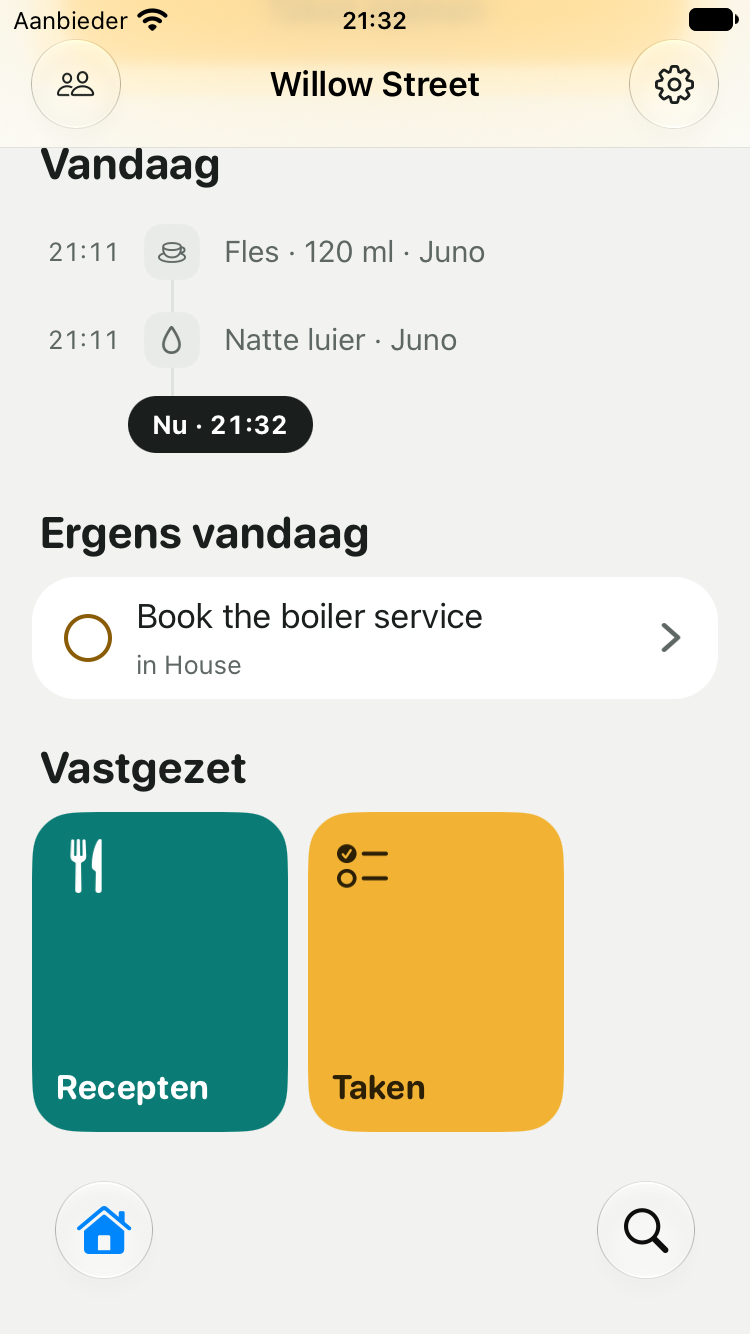 Aanbieder 21:32
Willow Street
Vandaag
21:11 Fles · 120 ml · Juno
21:11 Natte luier · Juno
Nu · 21:32
Ergens vandaag
Book the boiler service
in House
Vastgezet
Recepten Taken